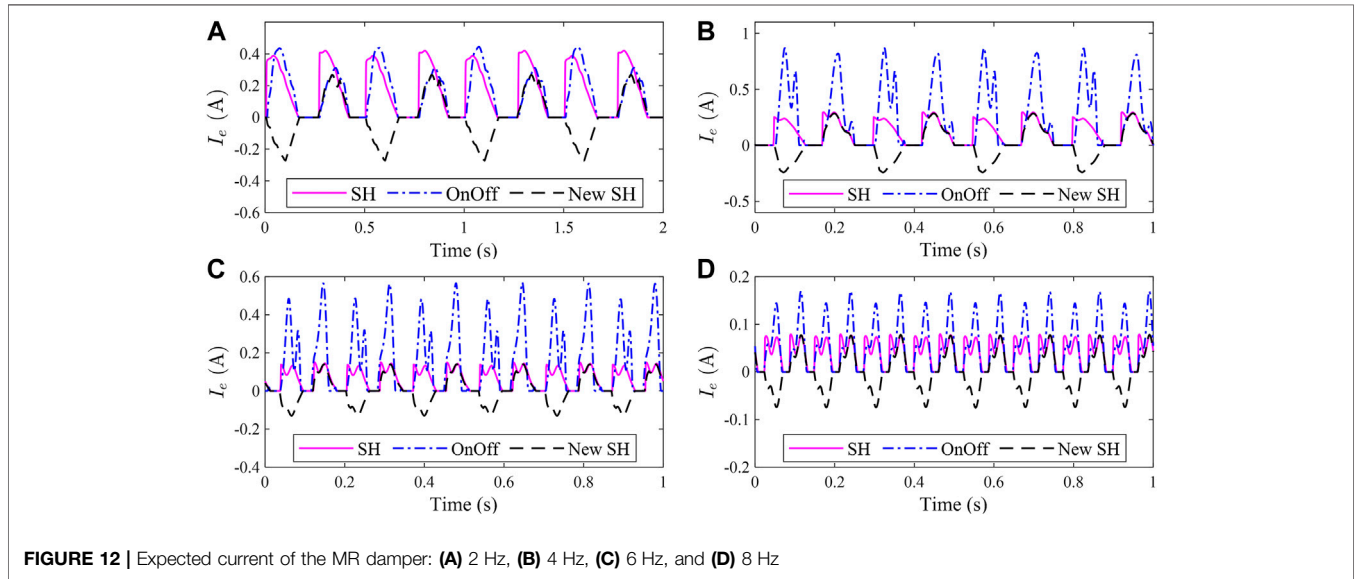 A
I_e (A)
0.4
0.2
0
-0.2
-0.4
-0.6
SH OnOff New SH
0 0.5 1 1.5 2
Time (s)
B
I_e (A)
1
0.5
0
-0.5
SH OnOff New SH
0 0.2 0.4 0.6 0.8 1
Time (s)
C
I_e (A)
0.6
0.4
0.2
0
-0.2
-0.4
SH OnOff New SH
0 0.2 0.4 0.6 0.8 1
Time (s)
D
I_e (A)
0.2
0.1
0
-0.1
-0.2
SH OnOff New SH
0 0.2 0.4 0.6 0.8 1
Time (s)
FIGURE 12 | Expected current of the MR damper: (A) 2 Hz, (B) 4 Hz, (C) 6 Hz, and (D) 8 Hz